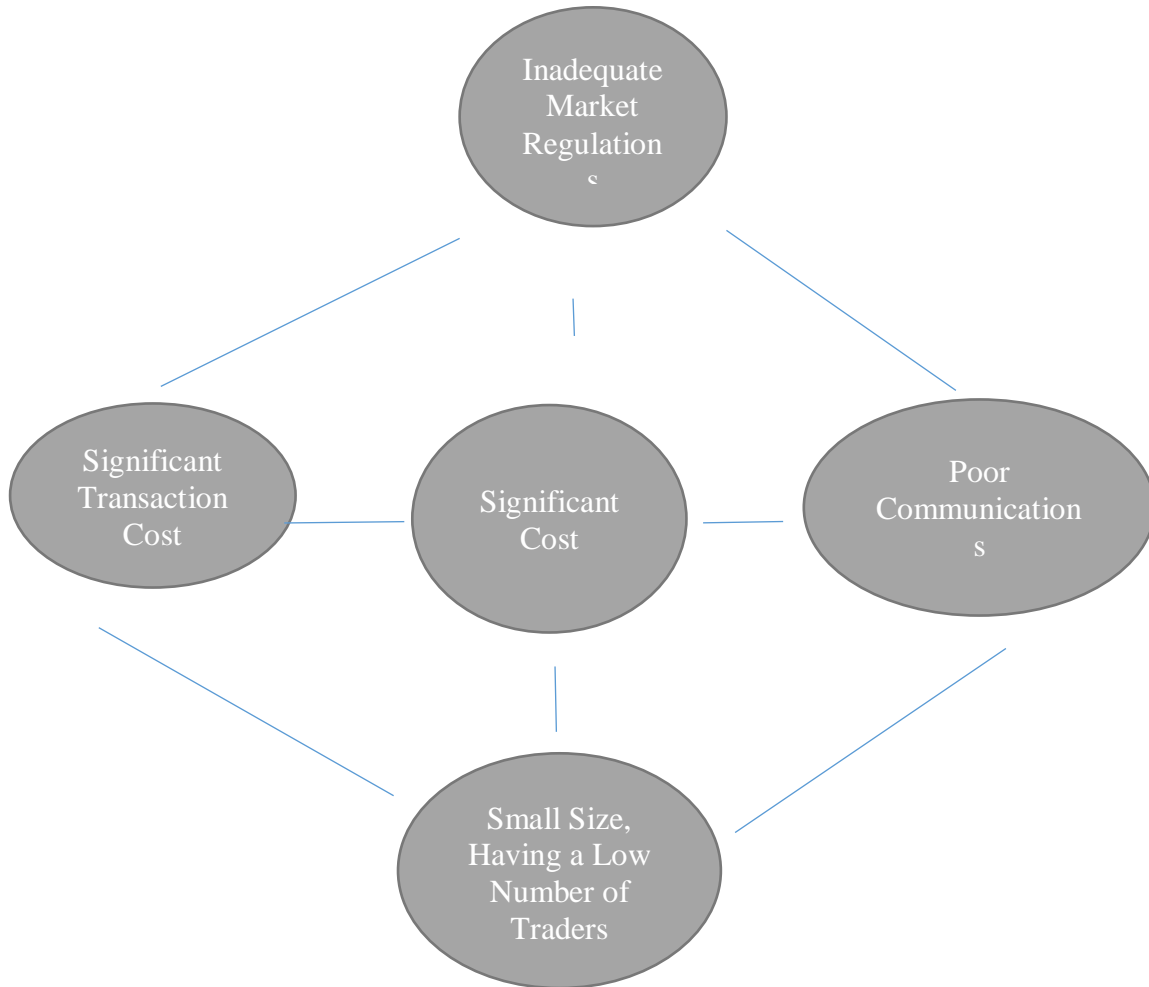 Inadequate
Market
Regulation
s
Significant
Transaction
Cost
Significant
Cost
Poor
Communication
s
Small Size,
Having a Low
Number of
Traders